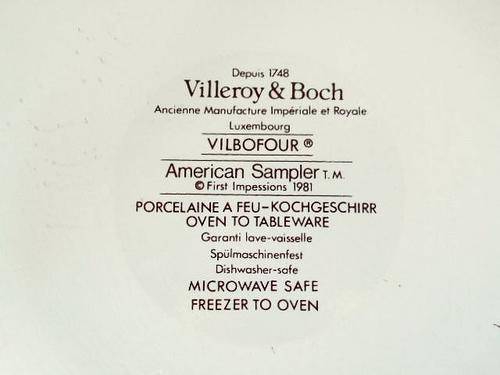 Depuis 1748
Villeroy & Boch
Ancienne Manufacture Impériale et Royale
Luxembourg
VILBOFOUR ®
American Sampler T.M.
© First Impessions 1981
PORCELAINE A FEU-KOCHGESCHIRR
OVEN TO TABLEWARE
Garanti lave-vaisselle
Spülmaschinenfest
Dishwasher-safe
MICROWAVE SAFE
FREEZER TO OVEN